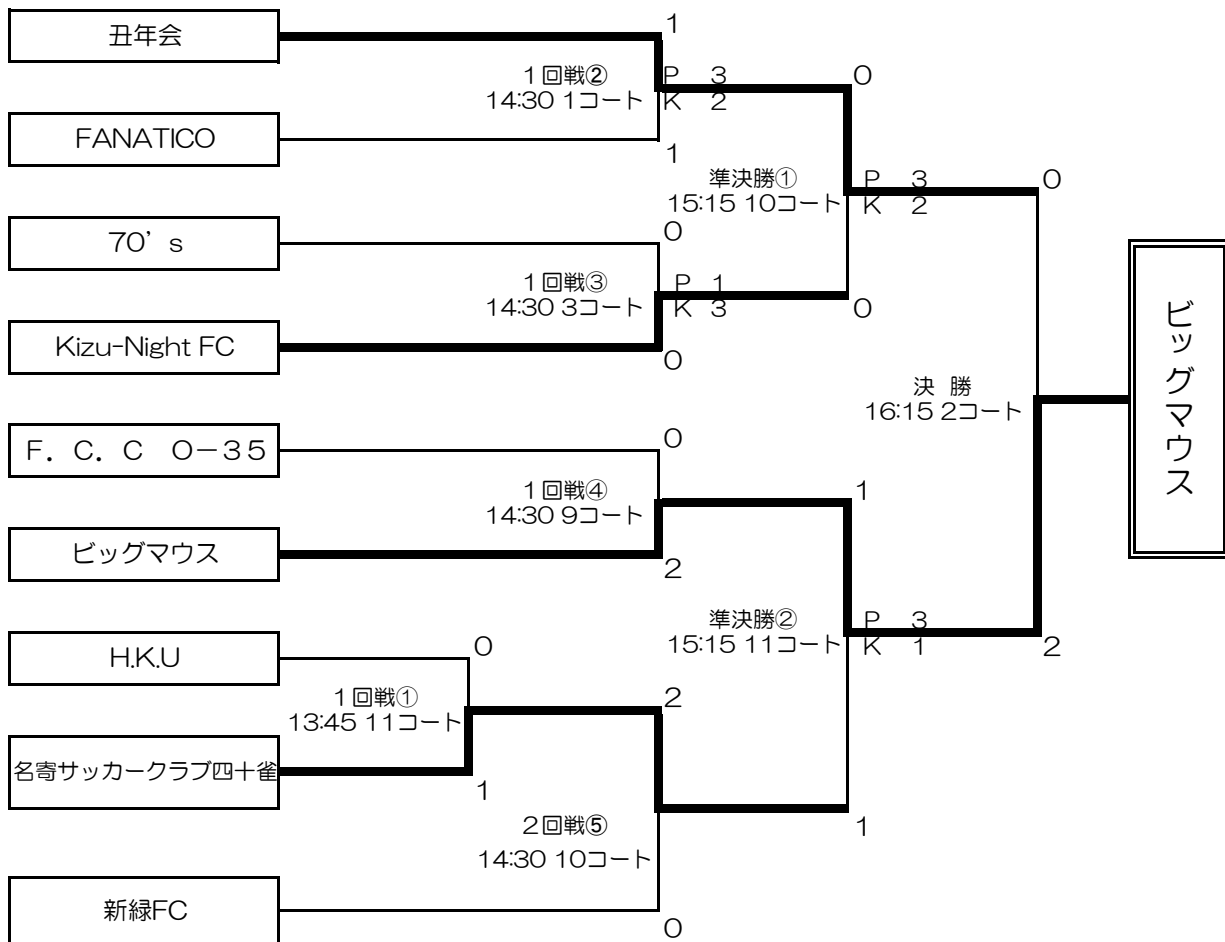 丑年会
1
1回戦②
14:30 1コート
P 3
K 2
0
FANATICO
1
準決勝①
15:15 10コート
P 3
K 2
0
70’s
0
1回戦③
14:30 3コート
P 1
K 3
0
Kizu-Night FC
0
決 勝
16:15 2コート
ビッグマウス
F．C．C　O－35
0
1回戦④
14:30 9コート
1
ビッグマウス
2
準決勝②
15:15 11コート
P 3
K 1
2
H.K.U
0
1回戦①
13:45 11コート
2
名寄サッカークラブ四十雀
1
2回戦⑤
14:30 10コート
1
新緑FC
0